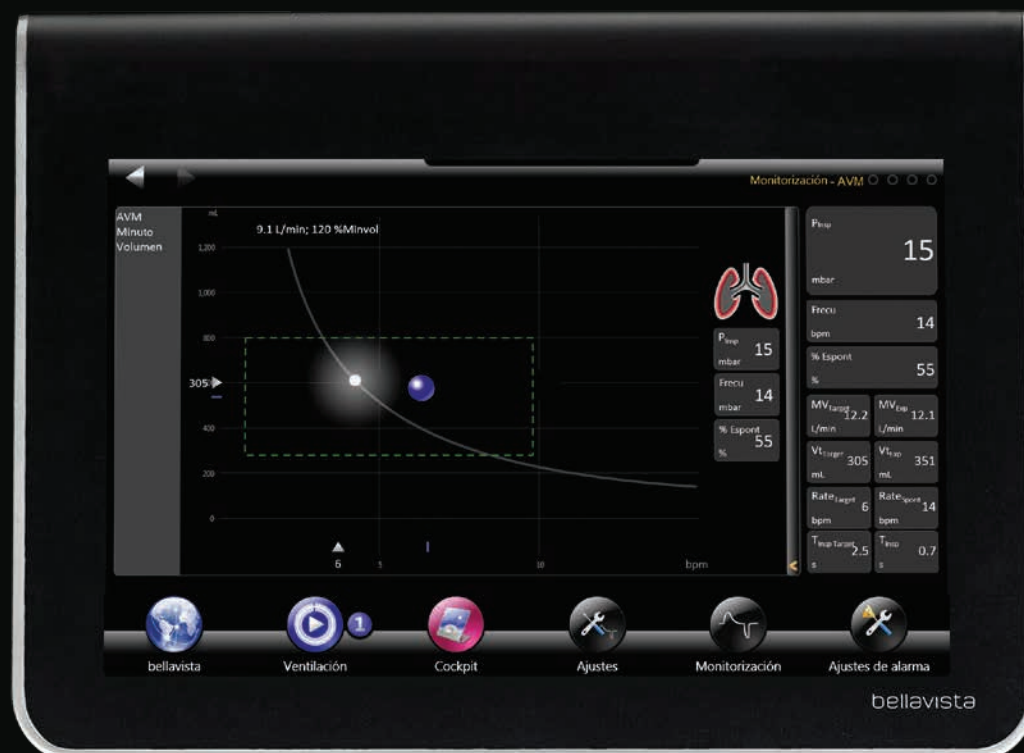 Monitorización - AVM
AVM
Minuto
Volumen
mL
9.1 L/min; 120 %Minvol
1,200
1,000
800
305
400
200
0
6
5
10
bpm
PInsp
15
mbar
Frecu
14
mbar
% Espont
55
%
PInsp
15
mbar
Frecu
14
bpm
% Espont
55
%
MVTarget
12.2
L/min
MVExp
12.1
L/min
VtTarget
305
mL
VtExp
351
mL
RateTarget
6
bpm
RateSpont
14
bpm
TInsp Target
2.5
s
TInsp
0.7
s
1
bellavista
Ventilación
Cockpit
Ajustes
Monitorización
Ajustes de alarma
bellavista